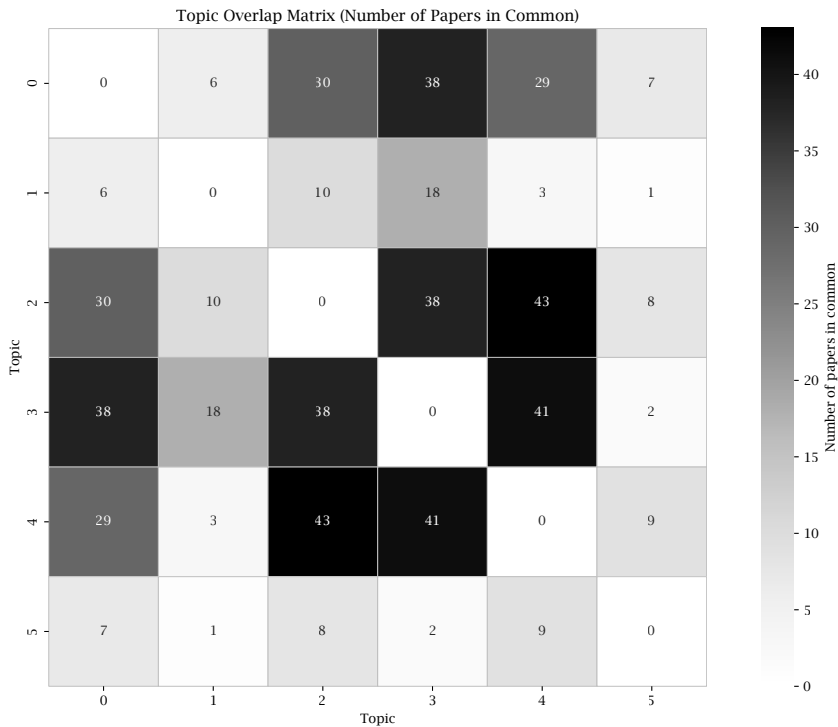 Topic Overlap Matrix (Number of Papers in Common)
0 0 6 30 38 29 7
1 6 0 10 18 3 1
2 30 10 0 38 43 8
3 38 18 38 0 41 2
4 29 3 43 41 0 9
5 7 1 8 2 9 0
0 1 2 3 4 5
Topic
Topic
40
35
30
25
20
15
10
5
0
Number of papers in common